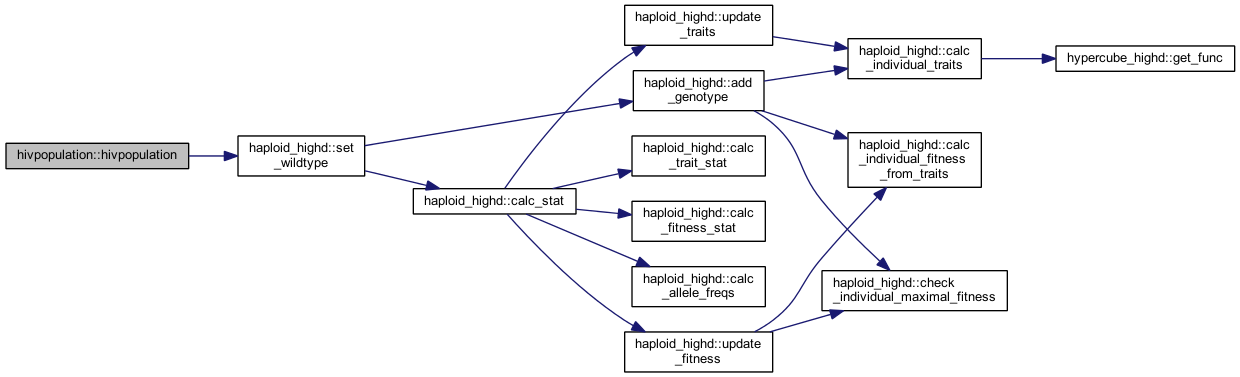 hivpopulation::hivpopulation
haploid_highd::set
_wildtype
haploid_highd::calc_stat
haploid_highd::update
_traits
haploid_highd::add
_genotype
haploid_highd::calc
_trait_stat
haploid_highd::calc
_fitness_stat
haploid_highd::calc
_allele_freqs
haploid_highd::update
_fitness
haploid_highd::calc
_individual_traits
haploid_highd::calc
_individual_fitness
_from_traits
haploid_highd::check
_individual_maximal_fitness
hypercube_highd::get_func